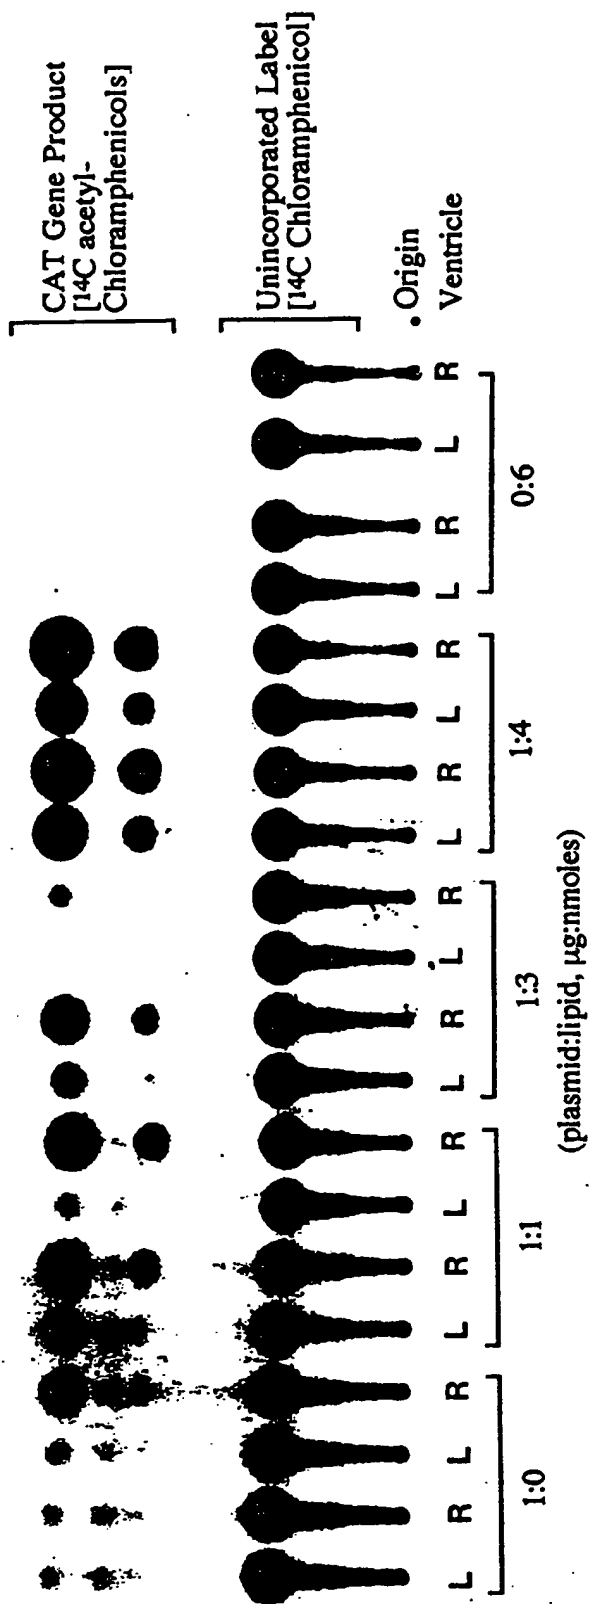 CAT Gene Product
[14C acetyl-
Chloramphenicols]
Unincorporated Label
[14C Chloramphenicol]
• Origin
Ventricle
L R L R L R L R L R L R L R L R L R L R
1:0 1:1 1:3 1:4 0:6
(plasmid:lipid, µg:nmoles)